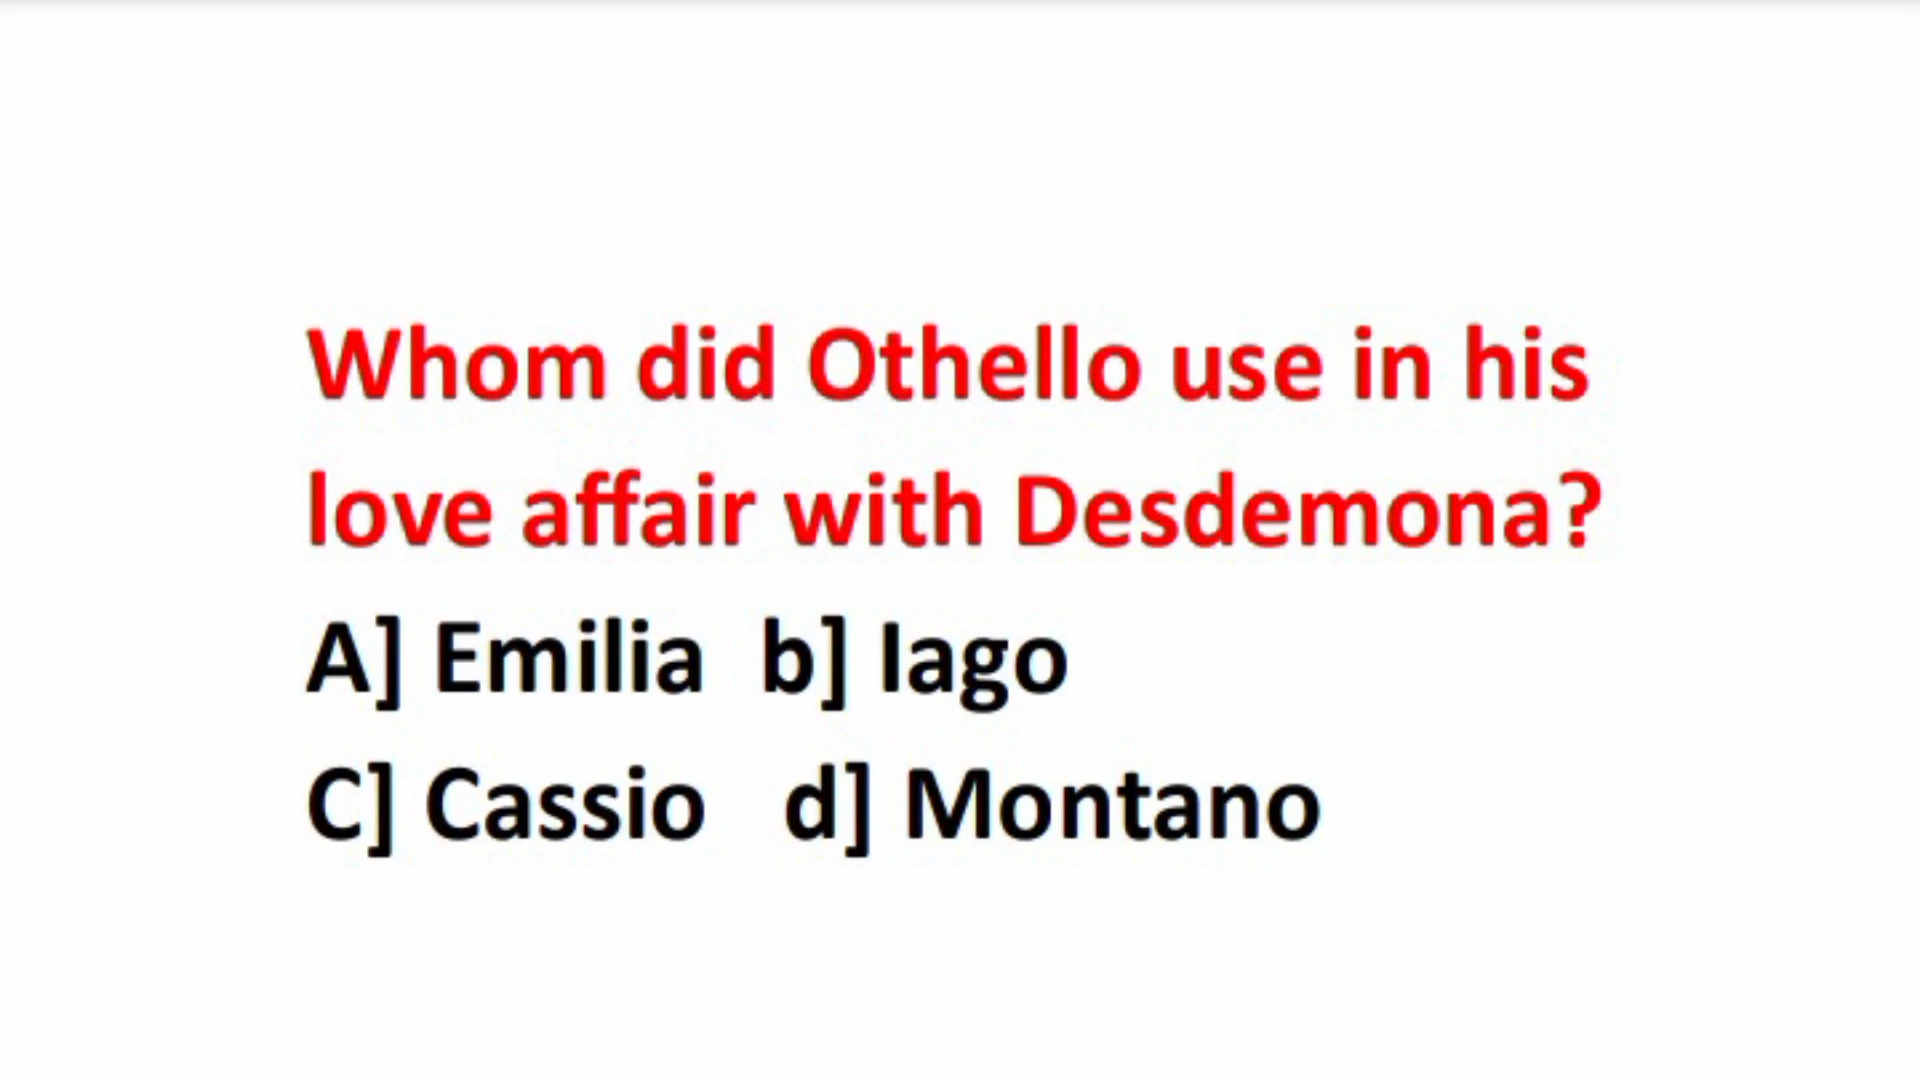 Whom did Othello use in his
love affair with Desdemona?
A] Emilia b] Iago
C] Cassio d] Montano